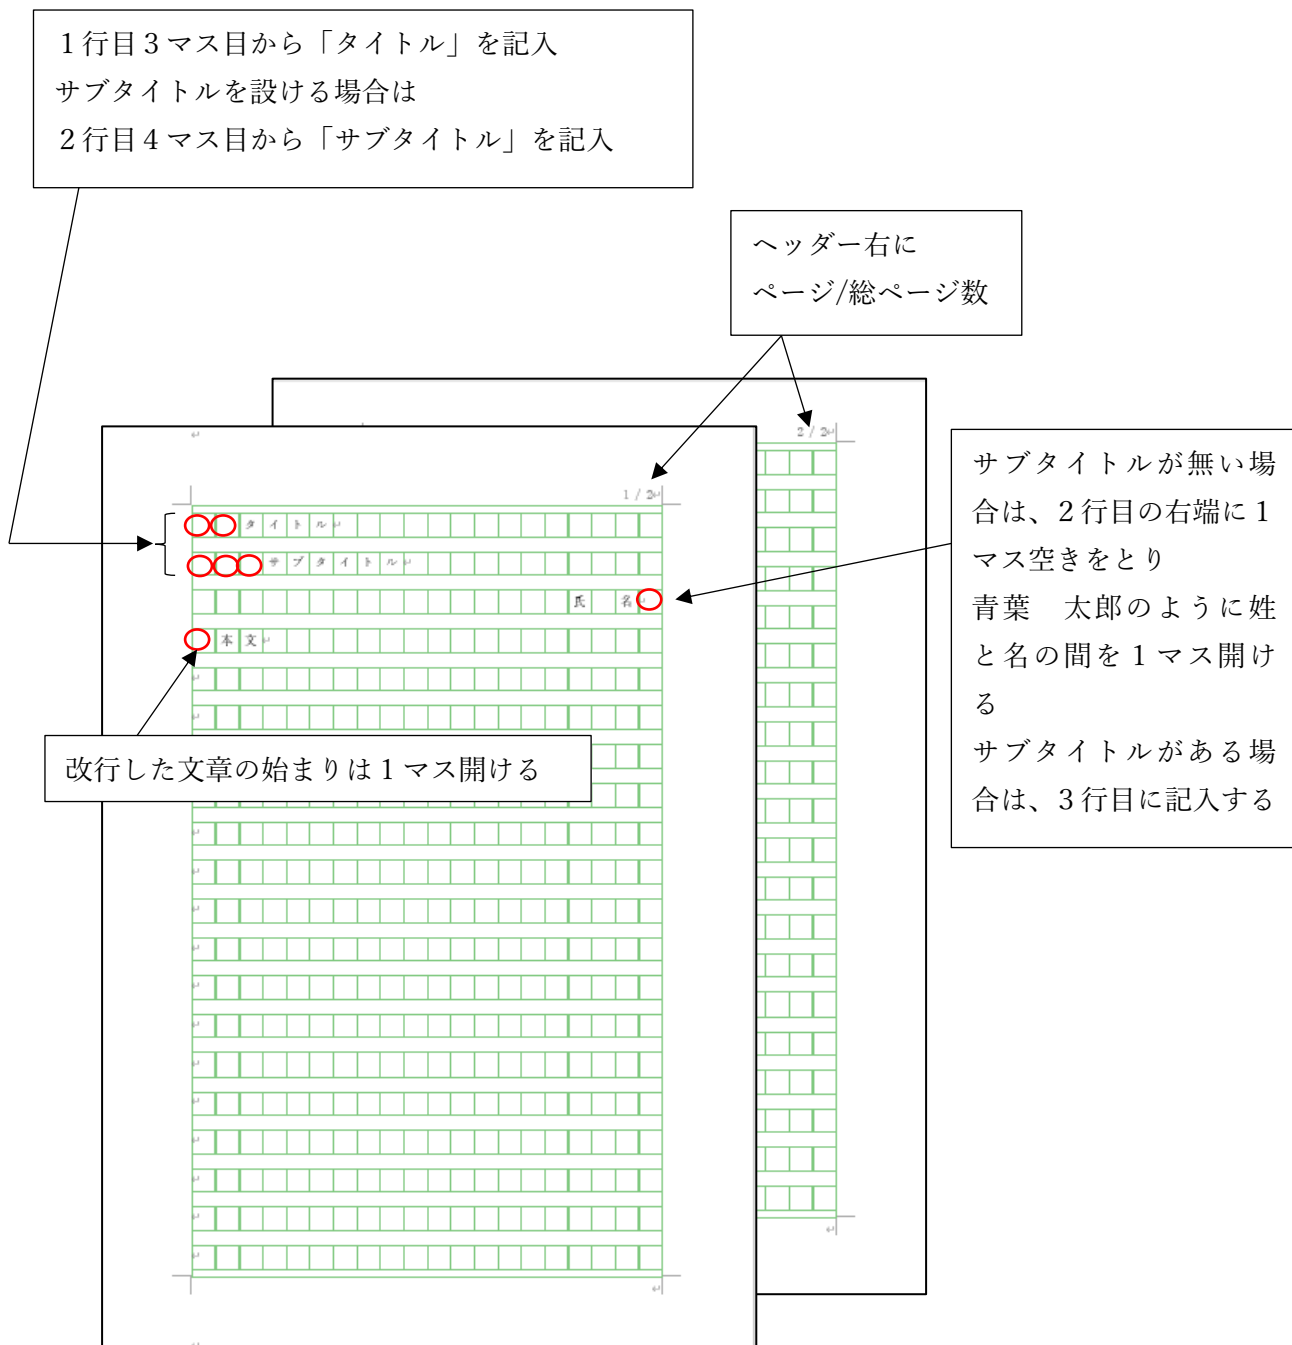 １行目３マス目から「タイトル」を記入
サブタイトルを設ける場合は
２行目４マス目から「サブタイトル」を記入
ヘッダー右に
ページ/総ページ数
2 / 2
1 / 2
タイトル
サブタイトル
氏　名
本文
サブタイトルが無い場
合は、２行目の右端に１
マス空きをとり
青葉　太郎のように姓
と名の間を１マス開け
る
サブタイトルがある場
合は、３行目に記入する
改行した文章の始まりは１マス開ける